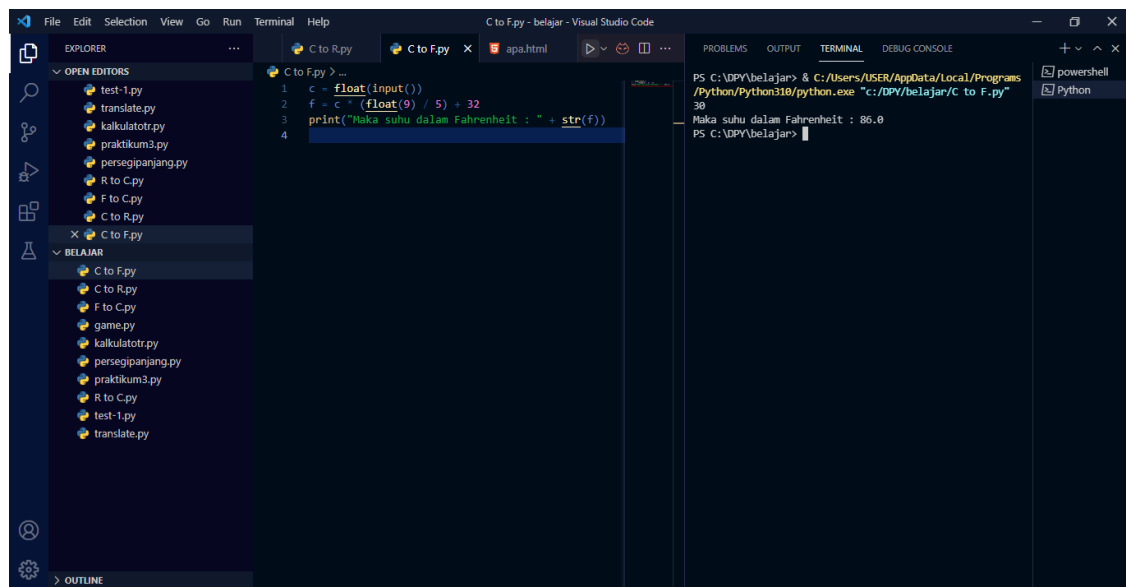 File Edit Selection View Go Run Terminal Help
C to F.py - belajar - Visual Studio Code
EXPLORER
OPEN EDITORS
test-1.py
translate.py
kalkulatotr.py
praktikum3.py
persegipanjang.py
R to C.py
F to C.py
C to R.py
C to F.py
BELAJAR
C to F.py
C to R.py
F to C.py
game.py
kalkulatotr.py
persegipanjang.py
praktikum3.py
R to C.py
test-1.py
translate.py
OUTLINE
C to R.py
C to F.py
apa.html
C to F.py > ...
1 c = float(input())
2 f = c * (float(9) / 5) + 32
3 print("Maka suhu dalam Fahrenheit : " + str(f))
4
PROBLEMS OUTPUT TERMINAL DEBUG CONSOLE
PS C:\DPY\belajar> & C:/Users/USER/AppData/Local/Programs
/Python/Python310/python.exe "c:/DPY/belajar/C to F.py"
30
Maka suhu dalam Fahrenheit : 86.0
PS C:\DPY\belajar>
powershell
Python